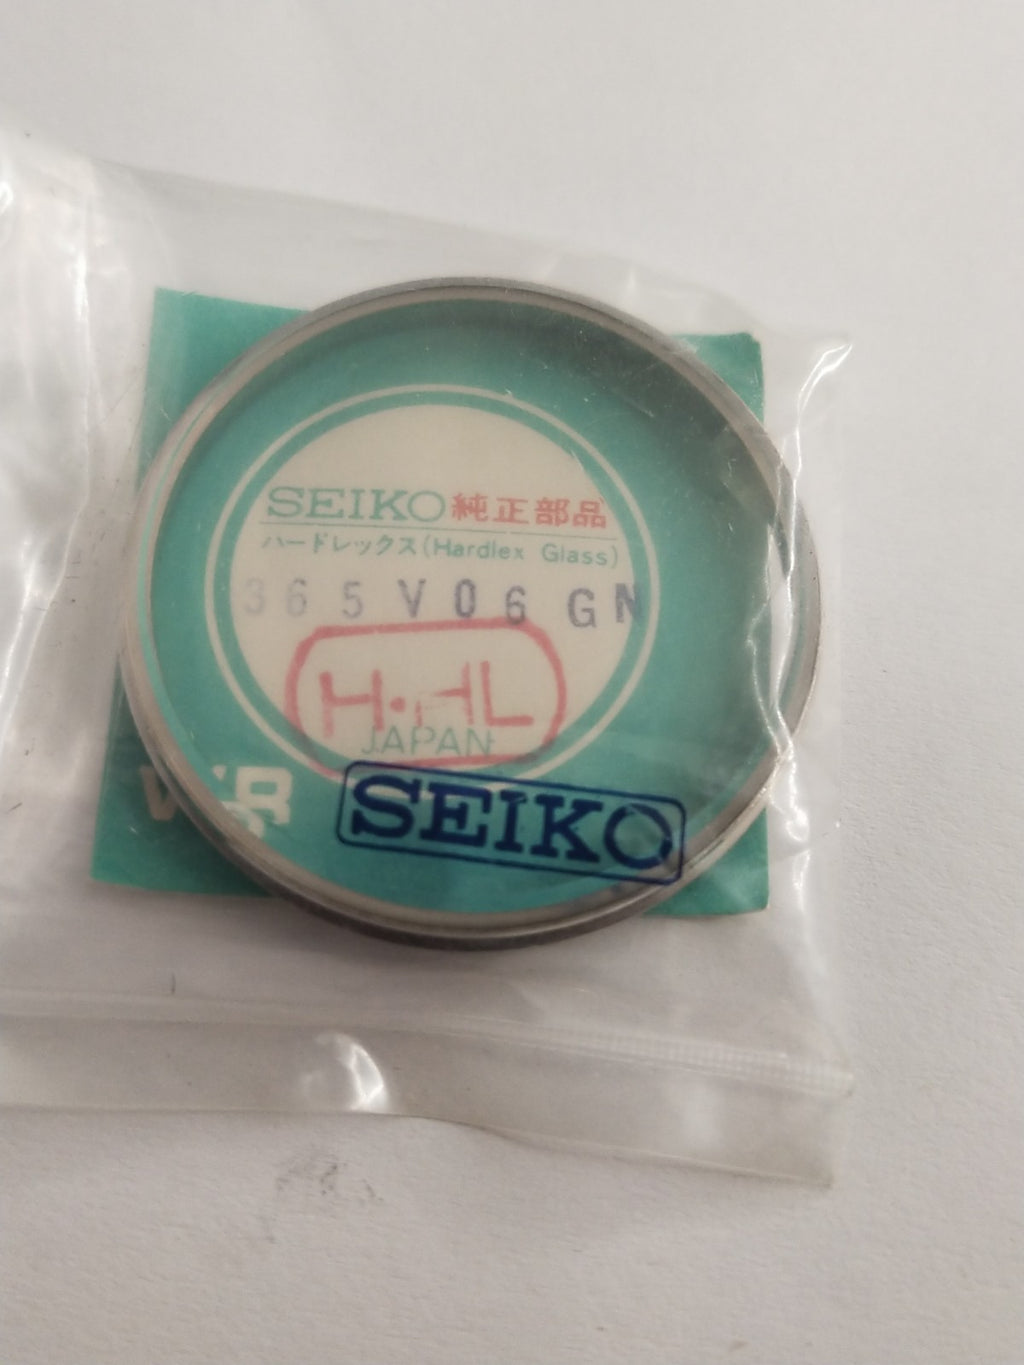 SEIKO 純正部品
ハードレックス(Hardlex Glass)
365V06GN
H·HL
JAPAN
SEIKO